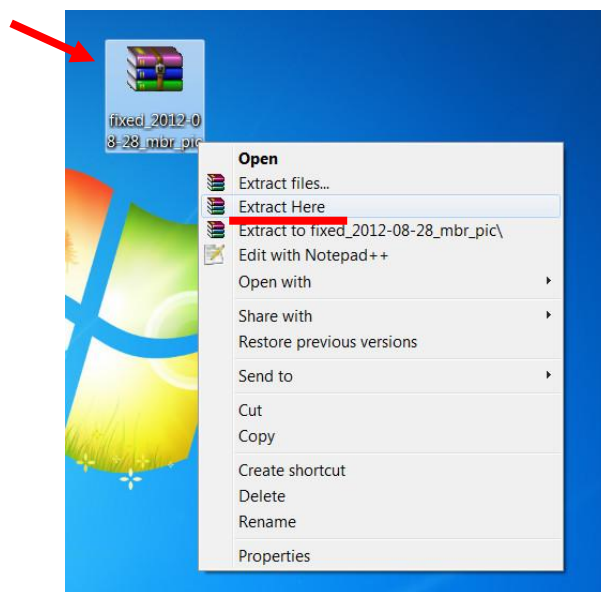 fixed_2012-0
8-28_mbr_pic
Open
Extract files...
Extract Here
Extract to fixed_2012-08-28_mbr_pic\
Edit with Notepad++
Open with
Share with
Restore previous versions
Send to
Cut
Copy
Create shortcut
Delete
Rename
Properties